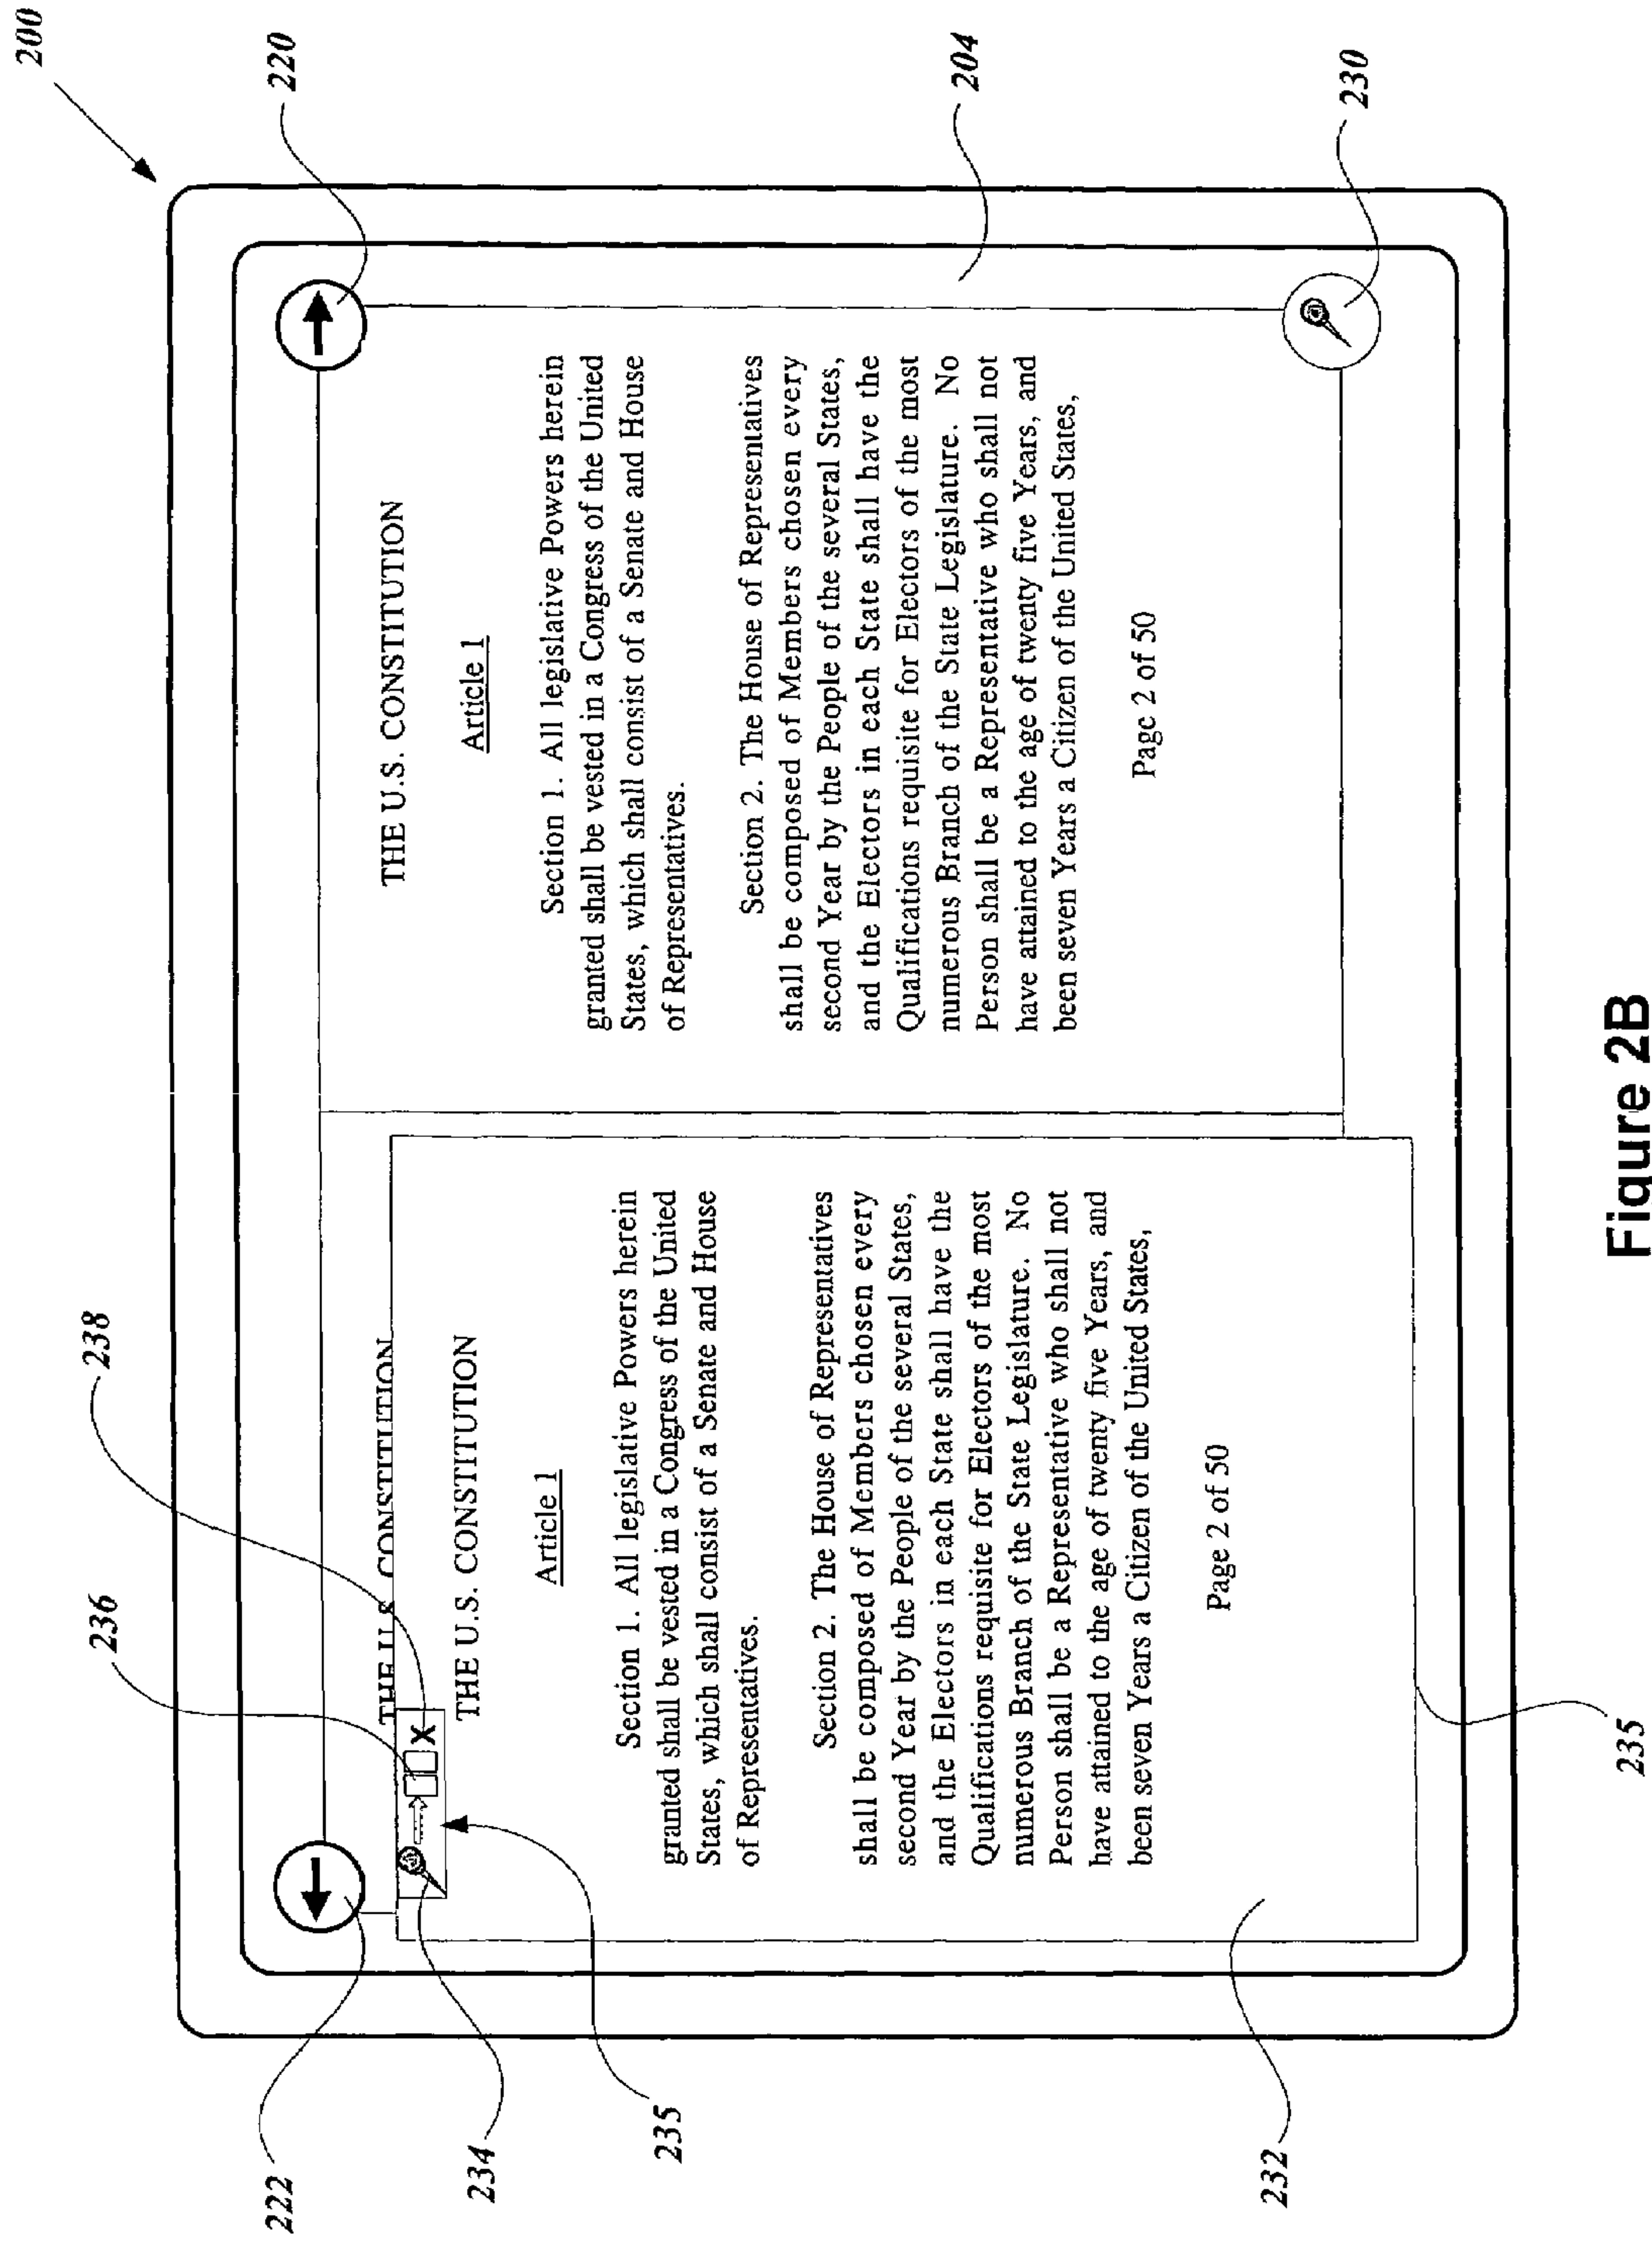 200
236
238
222
220
THE U.S. CONSTITUTION
X
THE U.S. CONSTITUTION
Article 1
Section 1. All legislative Powers herein
granted shall be vested in a Congress of the United
States, which shall consist of a Senate and House
of Representatives.
Section 2. The House of Representatives
shall be composed of Members chosen every
second Year by the People of the several States,
and the Electors in each State shall have the
Qualifications requisite for Electors of the most
numerous Branch of the State Legislature. No
Person shall be a Representative who shall not
have attained to the age of twenty five Years, and
been seven Years a Citizen of the United States,
Page 2 of 50
THE U.S. CONSTITUTION
Article 1
Section 1. All legislative Powers herein
granted shall be vested in a Congress of the United
States, which shall consist of a Senate and House
of Representatives.
Section 2. The House of Representatives
shall be composed of Members chosen every
second Year by the People of the several States,
and the Electors in each State shall have the
Qualifications requisite for Electors of the most
numerous Branch of the State Legislature. No
Person shall be a Representative who shall not
have attained to the age of twenty five Years, and
been seven Years a Citizen of the United States,
Page 2 of 50
234
235
204
232
230
235
Figure 2B